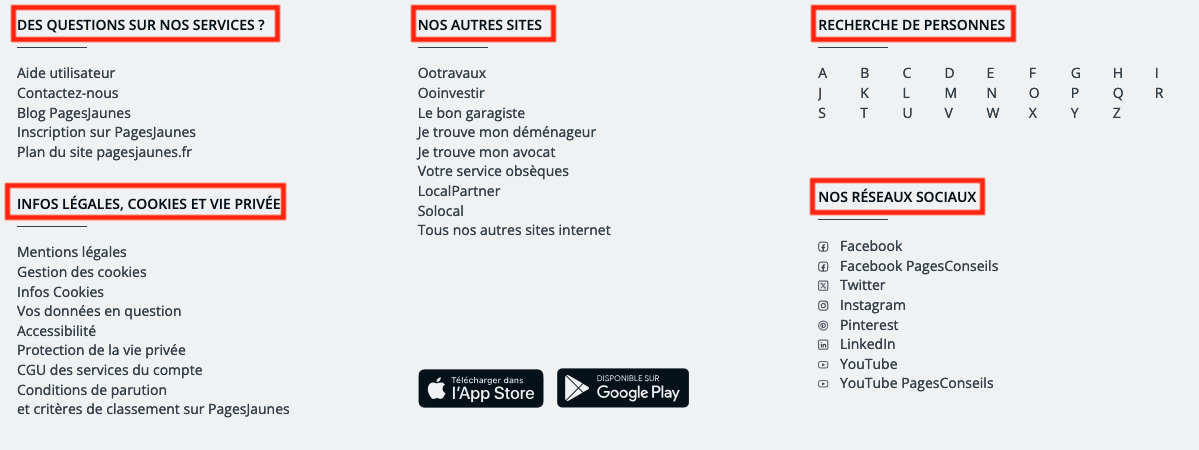 DES QUESTIONS SUR NOS SERVICES ?
Aide utilisateur
Contactez-nous
Blog PagesJaunes
Inscription sur PagesJaunes
Plan du site pagesjaunes.fr
INFOS LÉGALES, COOKIES ET VIE PRIVÉE
Mentions légales
Gestion des cookies
Infos Cookies
Vos données en question
Accessibilité
Protection de la vie privée
CGU des services du compte
Conditions de parution
et critères de classement sur PagesJaunes
NOS AUTRES SITES
Ootravaux
Ooinvestir
Le bon garagiste
Je trouve mon déménageur
Je trouve mon avocat
Votre service obsèques
LocalPartner
Solocal
Tous nos autres sites internet
Télécharger dans
l'App Store
DISPONIBLE SUR
Google Play
RECHERCHE DE PERSONNES
A B C D E F G H I
J K L M N O P Q R
S T U V W X Y Z
NOS RÉSEAUX SOCIAUX
Facebook
Facebook PagesConseils
Twitter
Instagram
Pinterest
LinkedIn
YouTube
YouTube PagesConseils